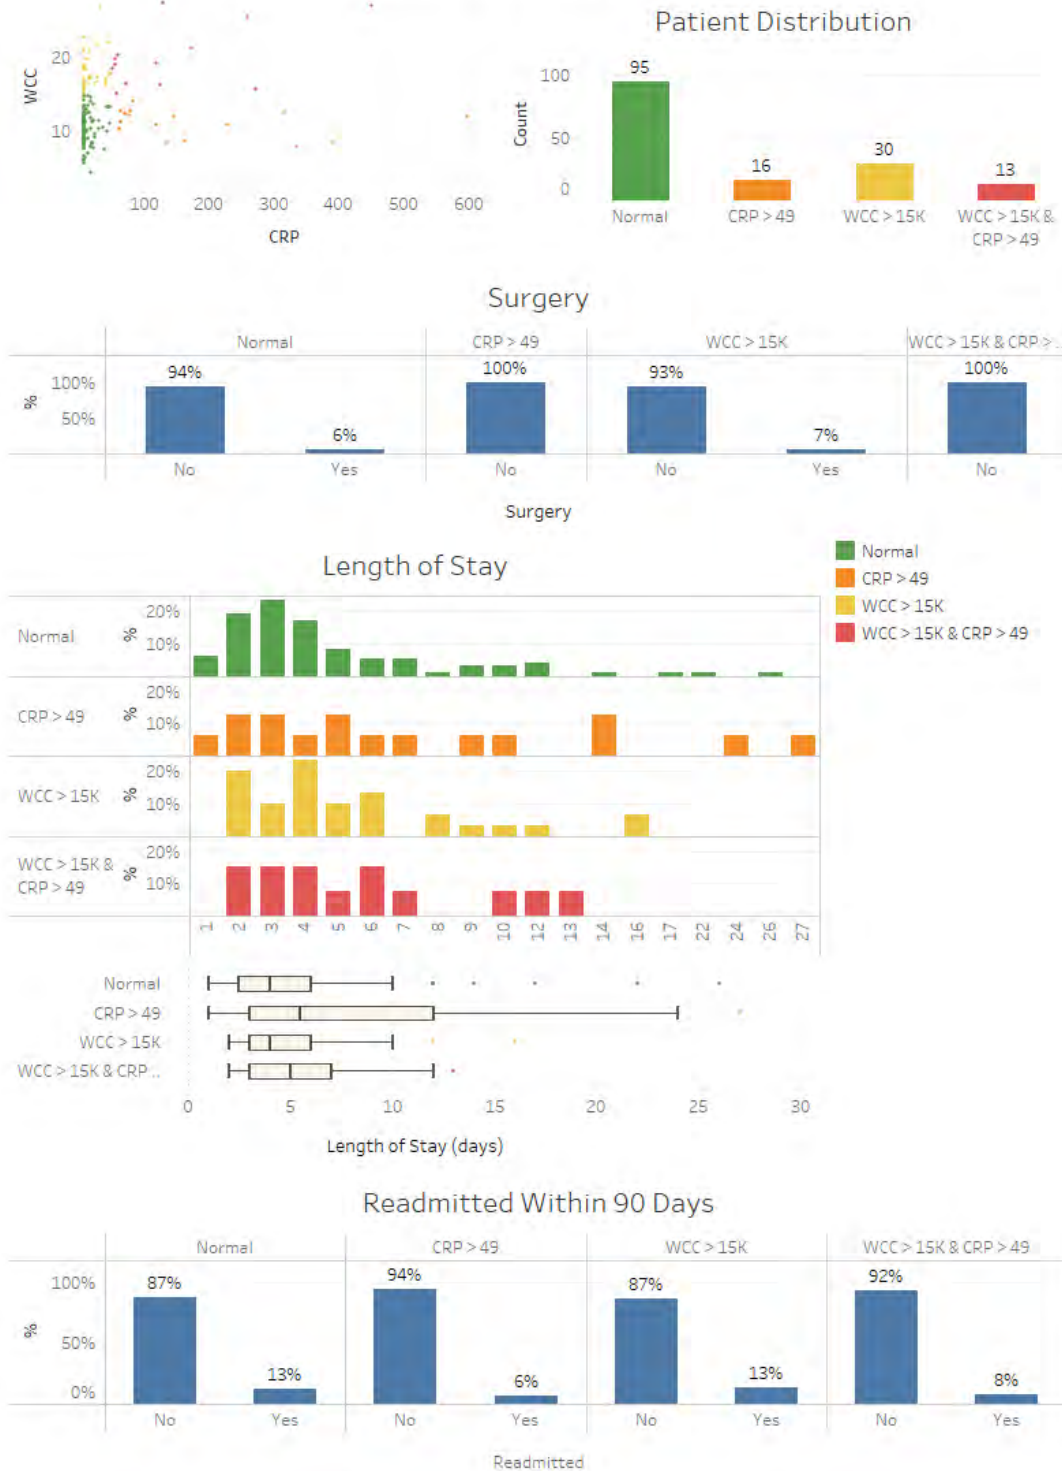 WCC
20
10
100 200 300 400 500 600
CRP
Patient Distribution
Count
100
50
0
95
16
30
13
Normal
CRP > 49
WCC > 15K
WCC > 15K &
CRP > 49
Surgery
Normal CRP > 49 WCC > 15K WCC > 15K & CRP > ..
%
100%
50%
94% 6% 100% 93% 7% 100%
No Yes No No Yes No
Surgery
Length of Stay
Normal
CRP > 49
WCC > 15K
WCC > 15K & CRP > 49
Normal % 20% 10%
CRP > 49 % 20% 10%
WCC > 15K % 20% 10%
WCC > 15K &
CRP > 49 % 20% 10%
1 2 3 4 5 6 7 8 9 10 12 13 14 16 17 22 24 26 27
Normal
CRP > 49
WCC > 15K
WCC > 15K & CRP...
0 5 10 15 20 25 30
Length of Stay (days)
Readmitted Within 90 Days
Normal CRP > 49 WCC > 15K WCC > 15K & CRP > 49
%
100%
50%
0%
87% 13% 94% 6% 87% 13% 92% 8%
No Yes No Yes No Yes No Yes
Readmitted